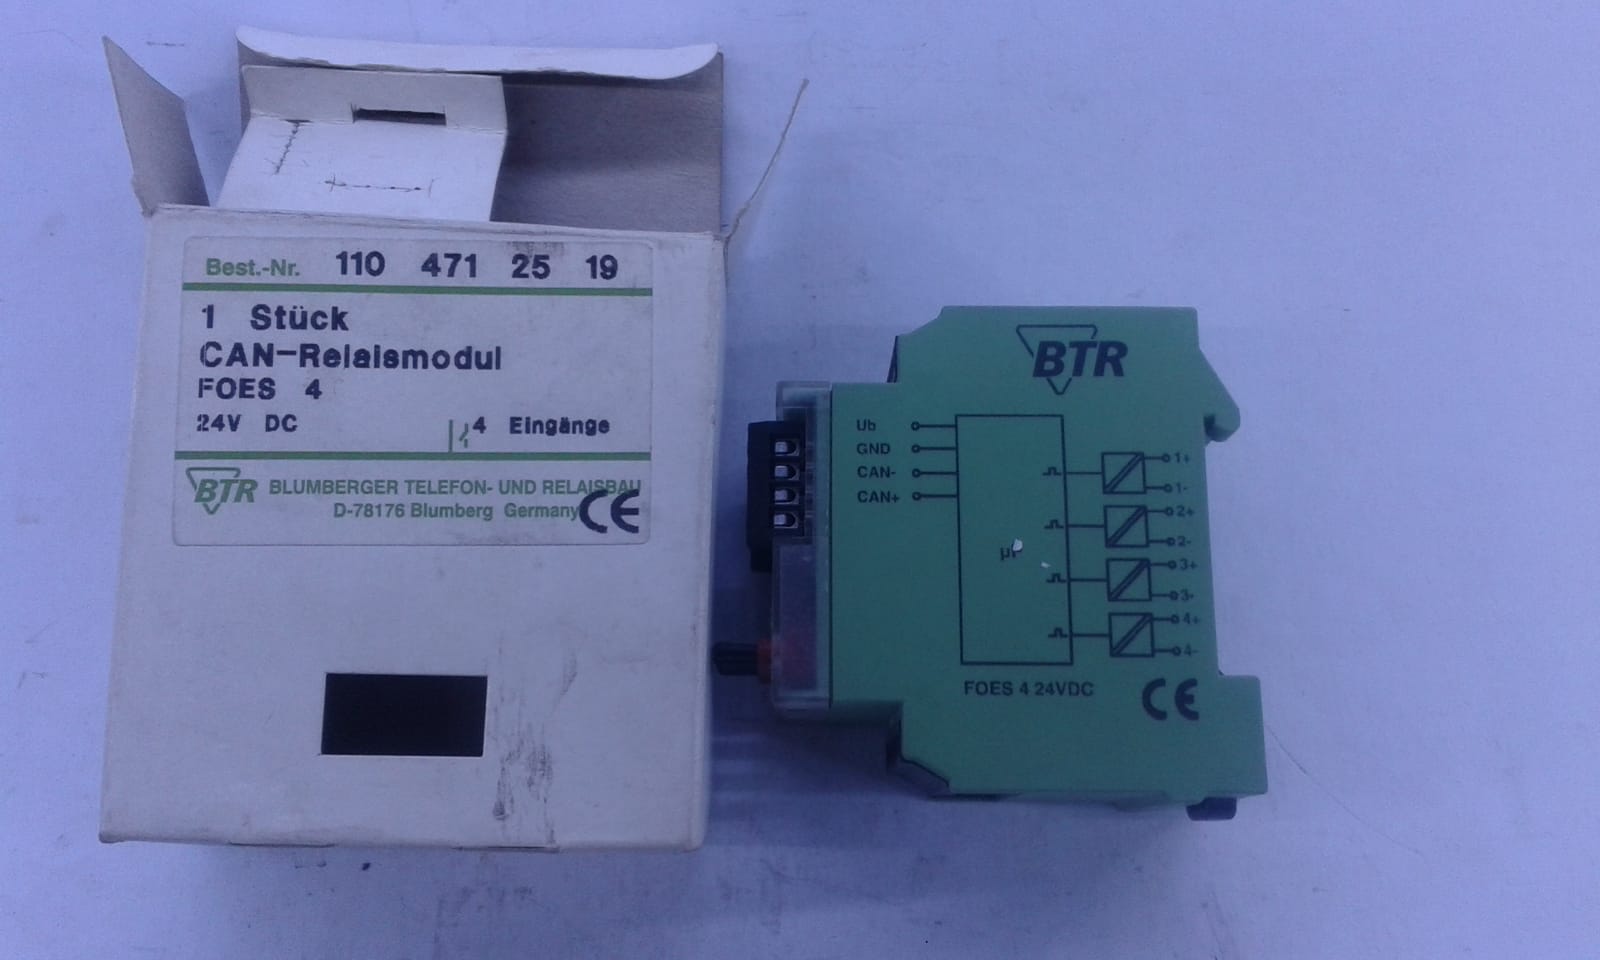 Best.-Nr. 110 471 25 19
1 Stück
CAN-Relaismodul
FOES 4
24V DC 4 Eingänge
BTR BLUMBERGER TELEFON- UND RELAISBAU
D-78176 Blumberg Germany CE
BTR
Ub
GND
CAN-
CAN+
1+
1-
2+
2-
3+
3-
4+
4-
FOES 4 24VDC
CE